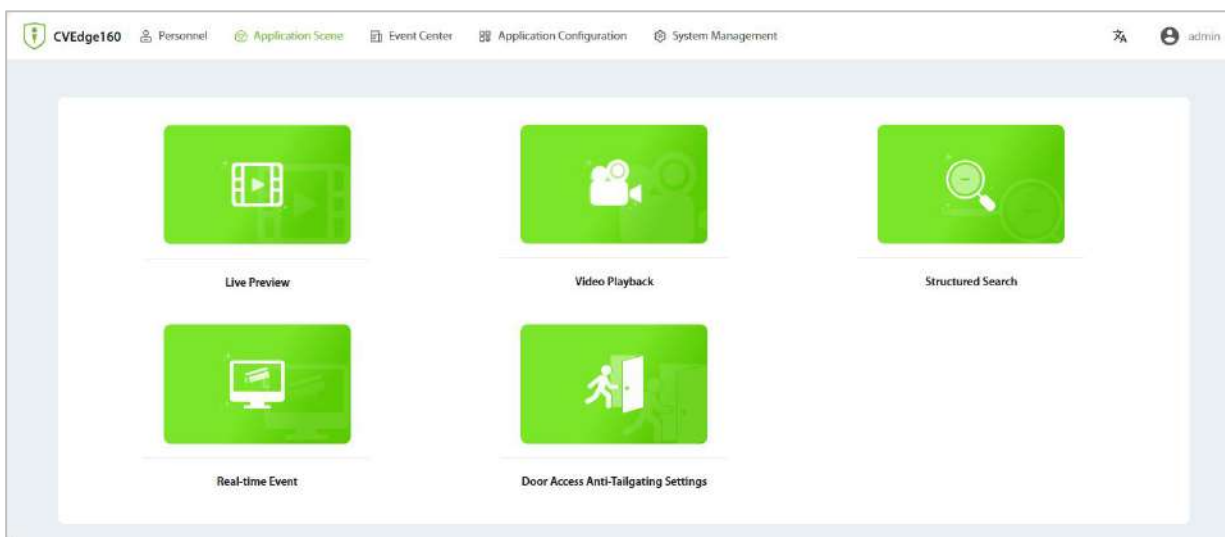 CVEdge160 Personnel Application Scene Event Center Application Configuration System Management admin
Live Preview Video Playback Structured Search
Real-time Event Door Access Anti-Tailgating Settings